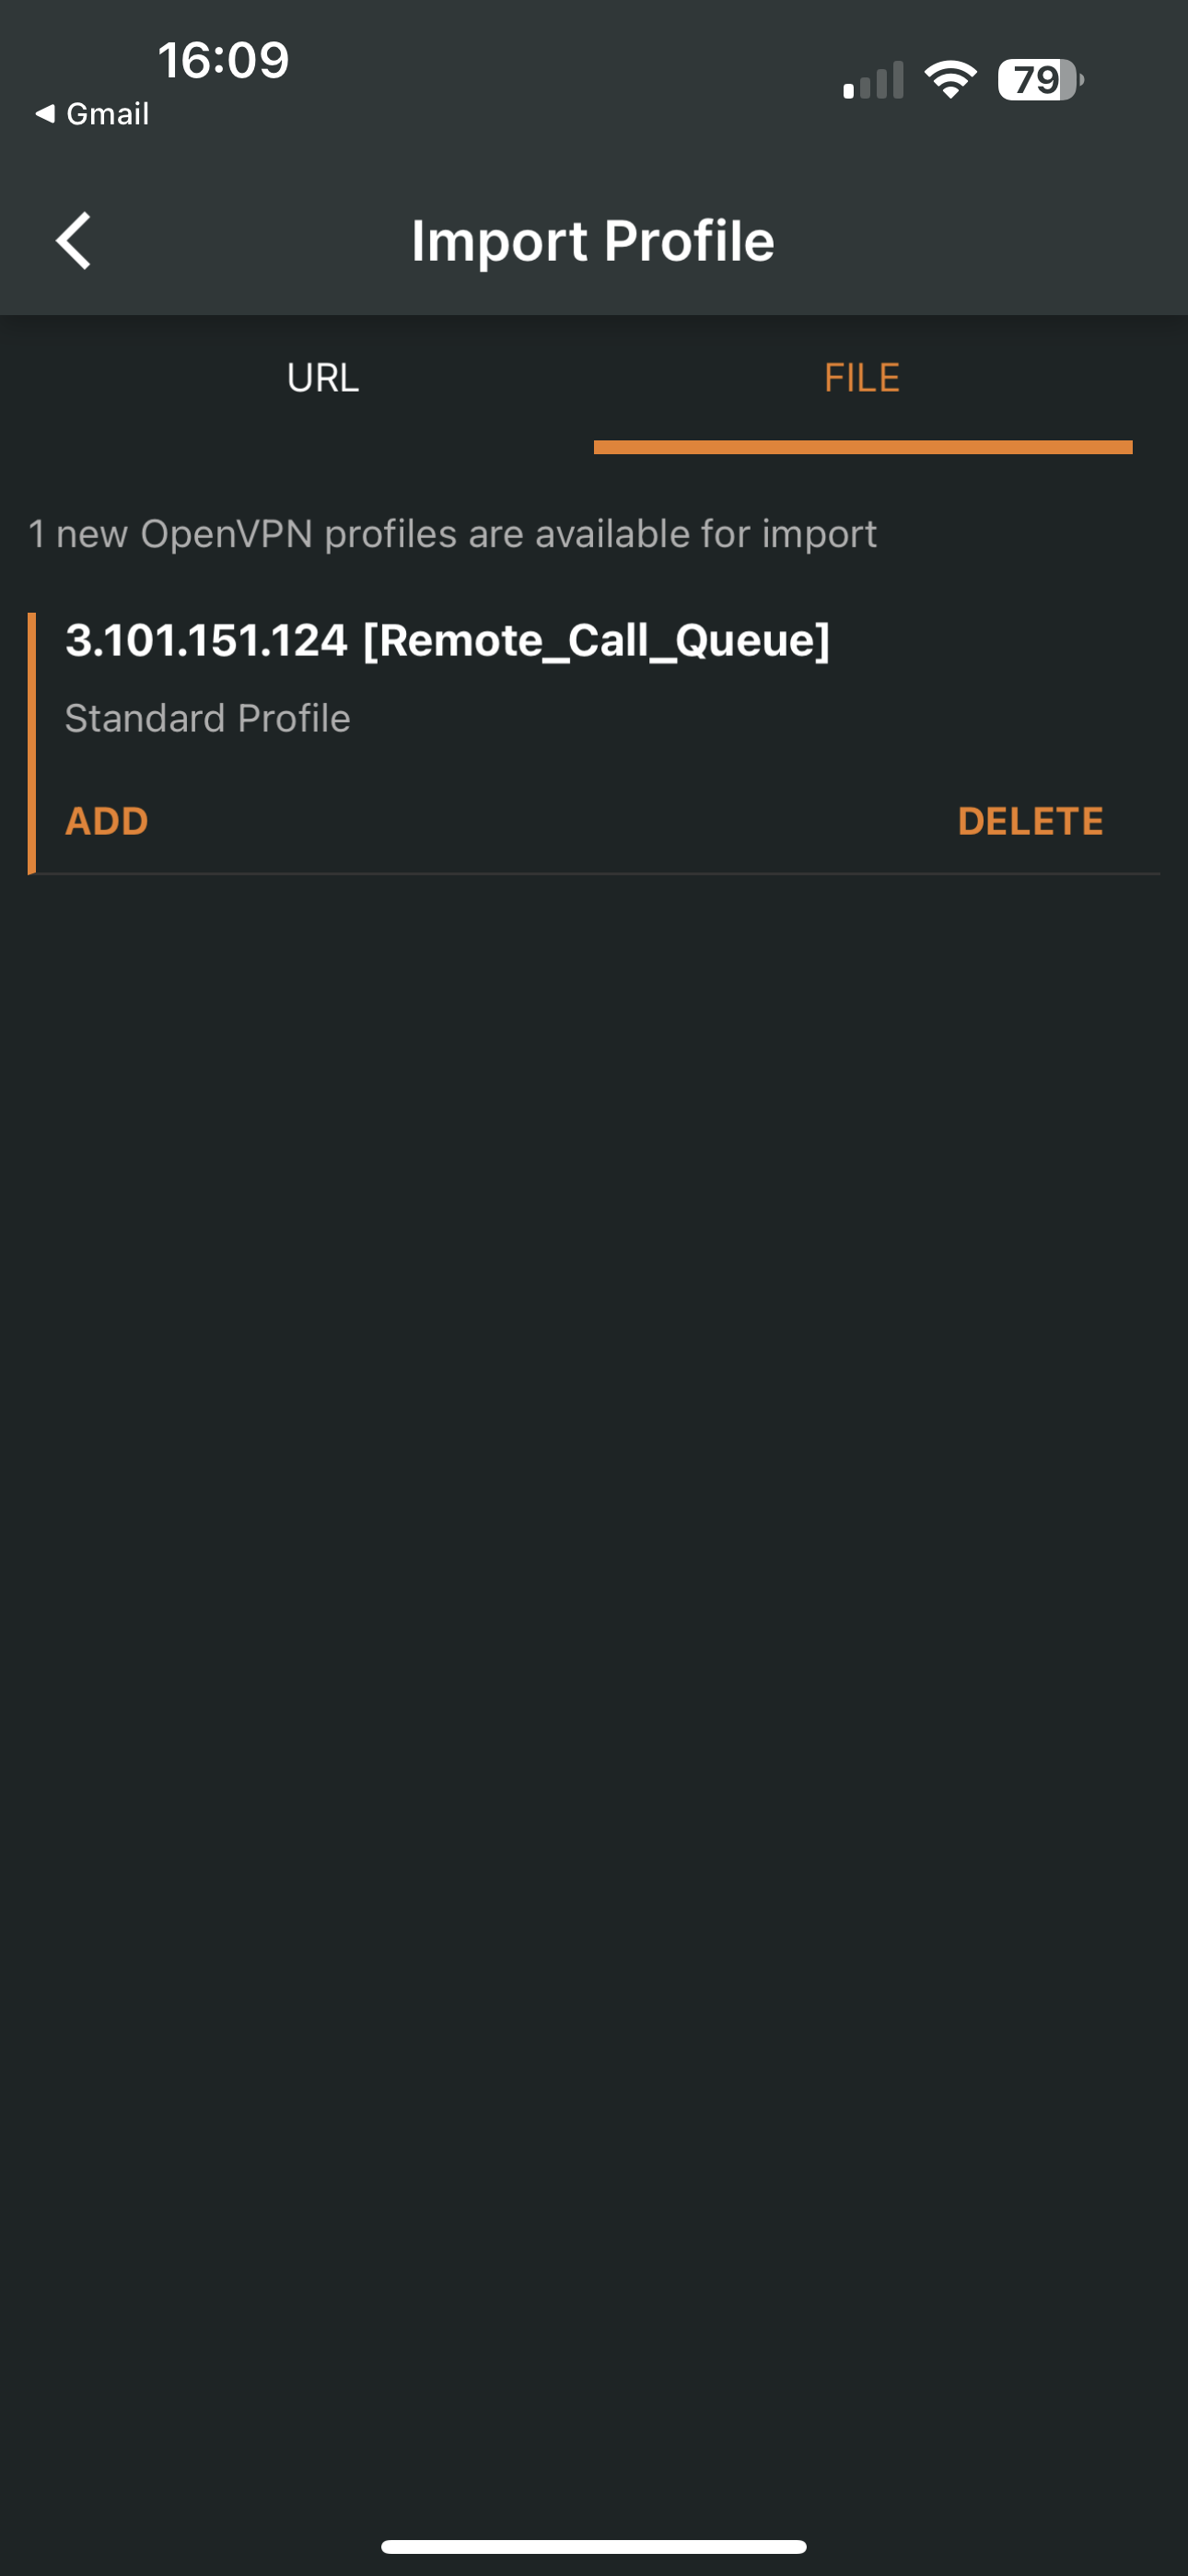 16:09
79
◀ Gmail
Import Profile
URL
FILE
1 new OpenVPN profiles are available for import
3.101.151.124 [Remote_Call_Queue]
Standard Profile
ADD
DELETE